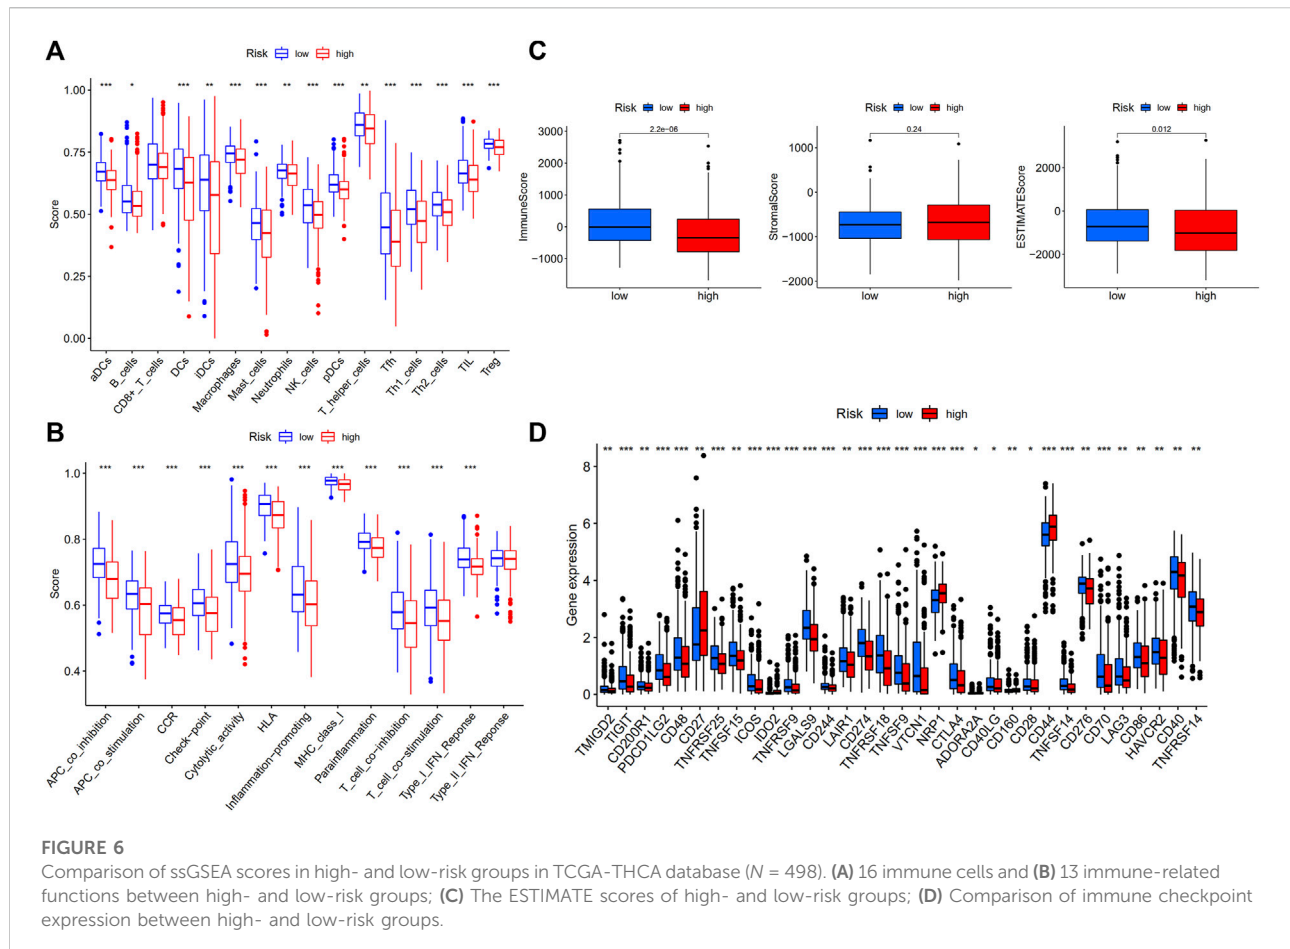 A
Risk low high
1.00
0.75
0.50
0.25
0.00
Score
*** * *** ** *** *** ** *** *** ** *** *** *** *** ***
aDCs
B_cells
CD8+_T_cells
DCs
iDCs
Macrophages
Mast_cells
Neutrophils
NK_cells
pDCs
T_helper_cells
Tfh
Th1_cells
Th2_cells
TIL
Treg
B
Risk low high
1.0
0.8
0.6
0.4
Score
*** *** *** *** *** *** *** *** *** *** *** ***
APC_co_inhibition
APC_co_stimulation
CCR
Check-point
Cytolytic_activity
HLA
Inflammation-promoting
MHC_class_I
Parainflammation
T_cell_co-inhibition
T_cell_co-stimulation
Type_I_IFN_Reponse
Type_II_IFN_Reponse
C
Risk low high
2.2e-06
3000
2000
1000
0
-1000
ImmuneScore
low high
Risk low high
0.24
1000
0
-1000
-2000
StromalScore
low high
Risk low high
0.012
2000
0
-2000
ESTIMATEScore
low high
D
Risk low high
8
6
4
2
0
Gene expression
** *** ** *** *** ** *** ** *** *** *** *** ** ** *** *** *** *** *** *** * * ** * *** *** ** *** ** ** ** **
TMIGD2
TIGIT
CD200R1
PDCD1LG2
CD48
CD27
TNFRSF25
TNFSF15
ICOS
IDO2
TNFRSF9
LGALS9
CD244
LAIR1
CD274
TNFRSF18
TNFSF9
VTCN1
NRP1
CTLA4
ADORA2A
CD40LG
CD160
CD28
CD44
TNFSF14
CD276
CD70
LAG3
CD86
HAVCR2
CD40
TNFRSF14
FIGURE 6
Comparison of ssGSEA scores in high- and low-risk groups in TCGA-THCA database (N = 498). (A) 16 immune cells and (B) 13 immune-related
functions between high- and low-risk groups; (C) The ESTIMATE scores of high- and low-risk groups; (D) Comparison of immune checkpoint
expression between high- and low-risk groups.